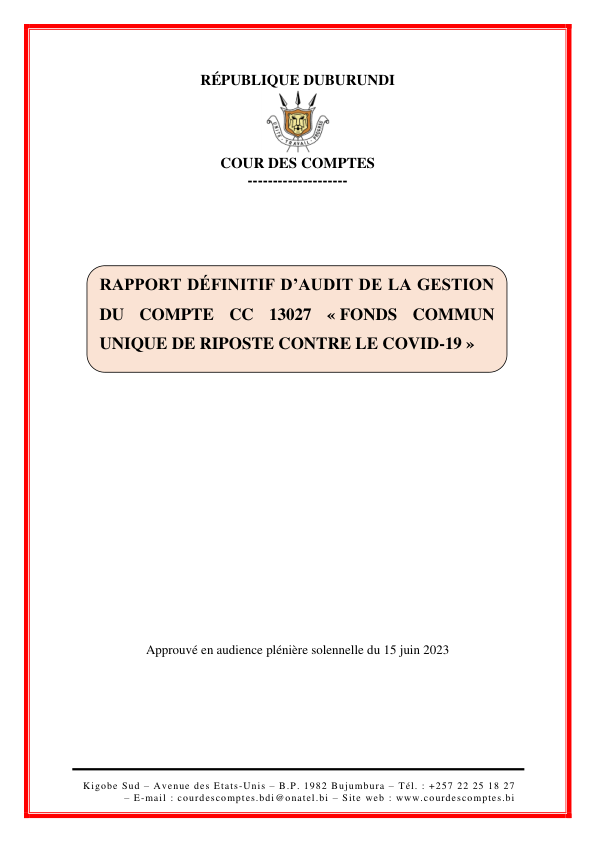 RÉPUBLIQUE DUBURUNDI
UNITÉ TRAVAIL PROGRÈS
COUR DES COMPTES
--------------------
RAPPORT DÉFINITIF D’AUDIT DE LA GESTION
DU COMPTE CC 13027 « FONDS COMMUN
UNIQUE DE RIPOSTE CONTRE LE COVID-19 »
Approuvé en audience plénière solennelle du 15 juin 2023
Kigobe Sud – Avenue des Etats-Unis – B.P. 1982 Bujumbura – Tél. : +257 22 25 18 27
– E-mail : courdescomptes.bdi@onatel.bi – Site web : www.courdescomptes.bi